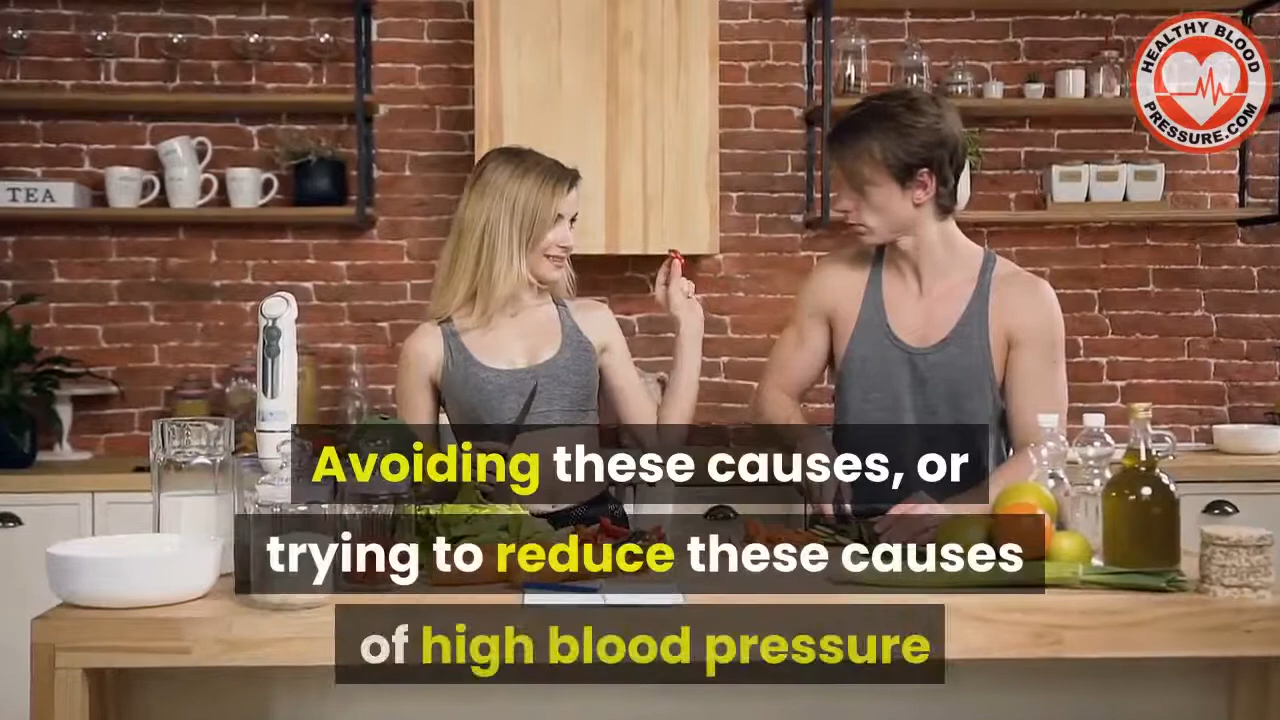 HEALTHY BLOOD
PRESSURE.COM
TEA
Avoiding these causes, or
trying to reduce these causes
of high blood pressure